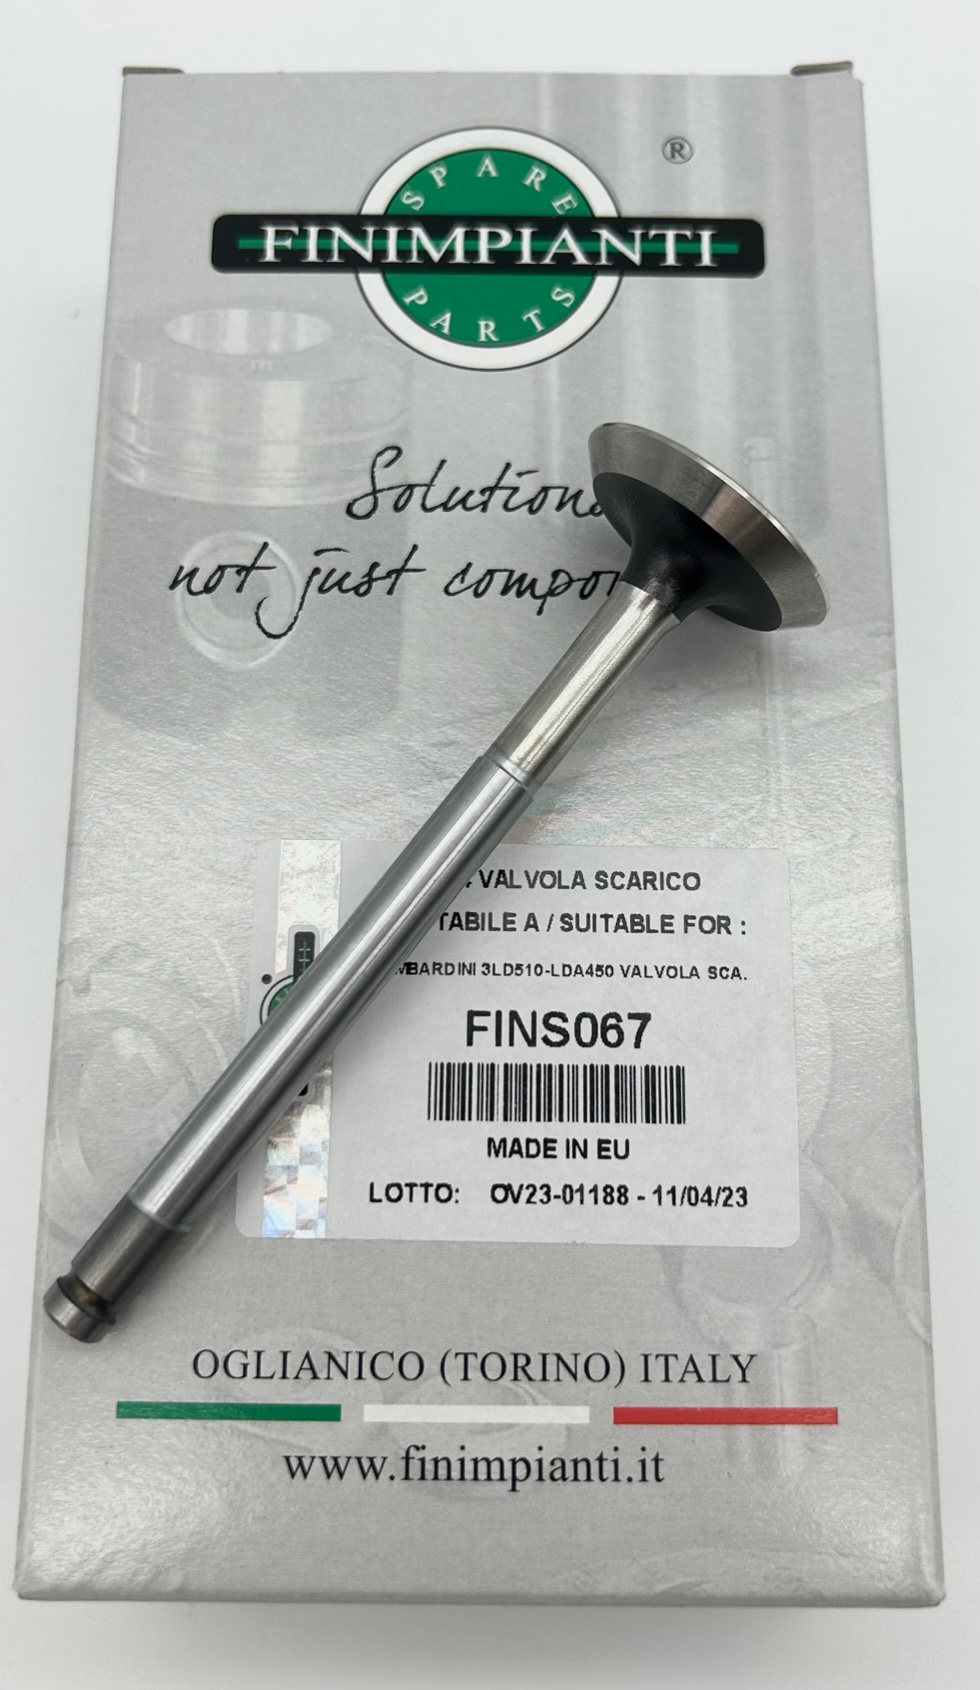 ®
SPARE
FINIMPIANTI
PARTS
Solution
not just compo
VALVOLA SCARICO
TABILE A / SUITABLE FOR :
MBARDINI 3LD510-LDA450 VALVOLA SCA.
FINS067
MADE IN EU
LOTTO: OV23-01188 - 11/04/23
OGLIANICO (TORINO) ITALY
www.finimpianti.it